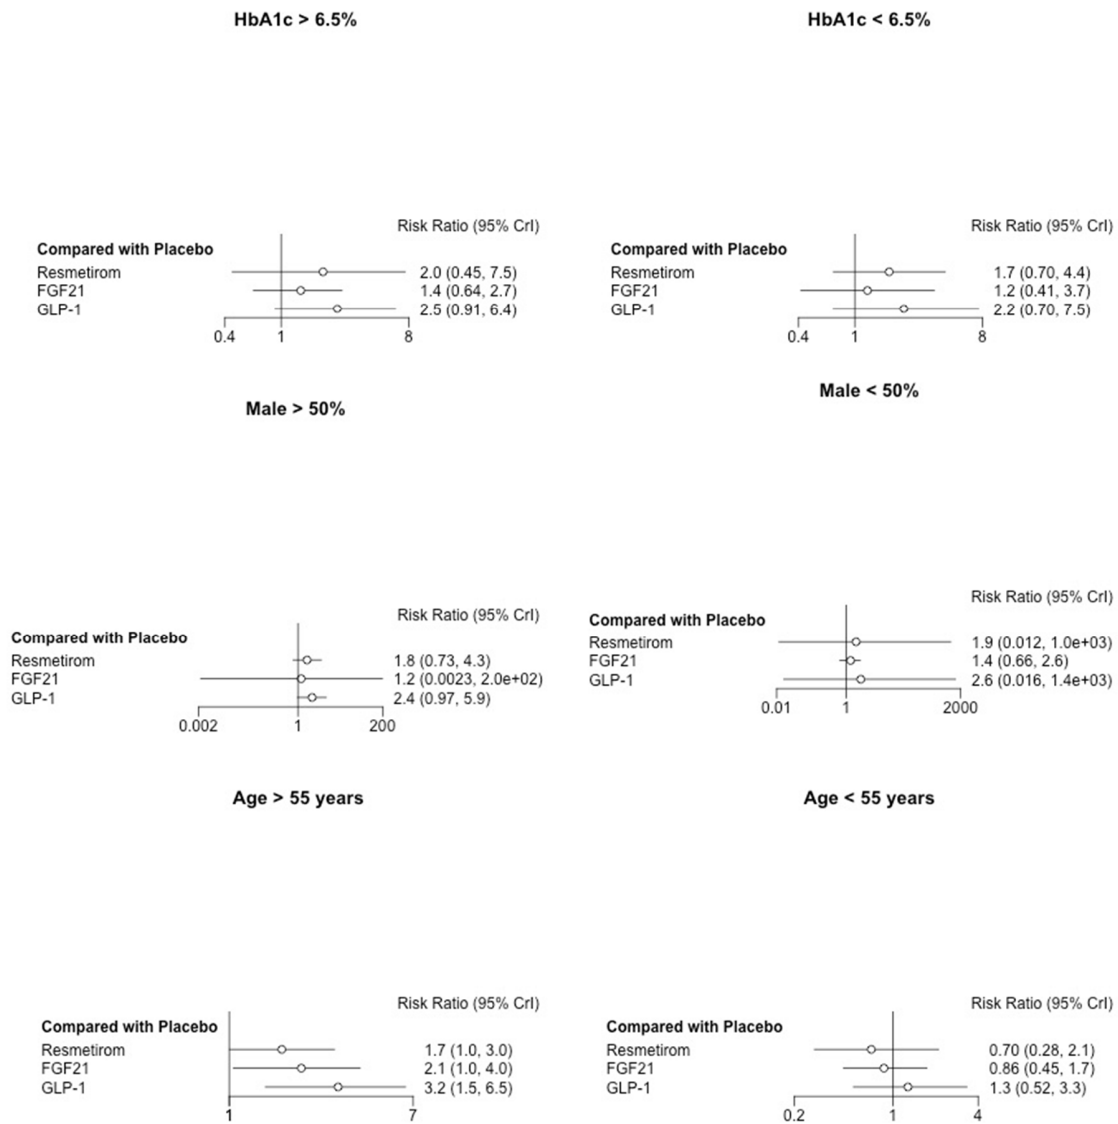 HbA1c > 6.5%
Risk Ratio (95% CrI)
Compared with Placebo
Resmetirom 2.0 (0.45, 7.5)
FGF21 1.4 (0.64, 2.7)
GLP-1 2.5 (0.91, 6.4)
0.4 1 8
HbA1c < 6.5%
Risk Ratio (95% CrI)
Compared with Placebo
Resmetirom 1.7 (0.70, 4.4)
FGF21 1.2 (0.41, 3.7)
GLP-1 2.2 (0.70, 7.5)
0.4 1 8
Male > 50%
Risk Ratio (95% CrI)
Compared with Placebo
Resmetirom 1.8 (0.73, 4.3)
FGF21 1.2 (0.0023, 2.0e+02)
GLP-1 2.4 (0.97, 5.9)
0.002 1 200
Male < 50%
Risk Ratio (95% CrI)
Compared with Placebo
Resmetirom 1.9 (0.012, 1.0e+03)
FGF21 1.4 (0.66, 2.6)
GLP-1 2.6 (0.016, 1.4e+03)
0.01 1 2000
Age > 55 years
Risk Ratio (95% CrI)
Compared with Placebo
Resmetirom 1.7 (1.0, 3.0)
FGF21 2.1 (1.0, 4.0)
GLP-1 3.2 (1.5, 6.5)
1 7
Age < 55 years
Risk Ratio (95% CrI)
Compared with Placebo
Resmetirom 0.70 (0.28, 2.1)
FGF21 0.86 (0.45, 1.7)
GLP-1 1.3 (0.52, 3.3)
0.2 1 4